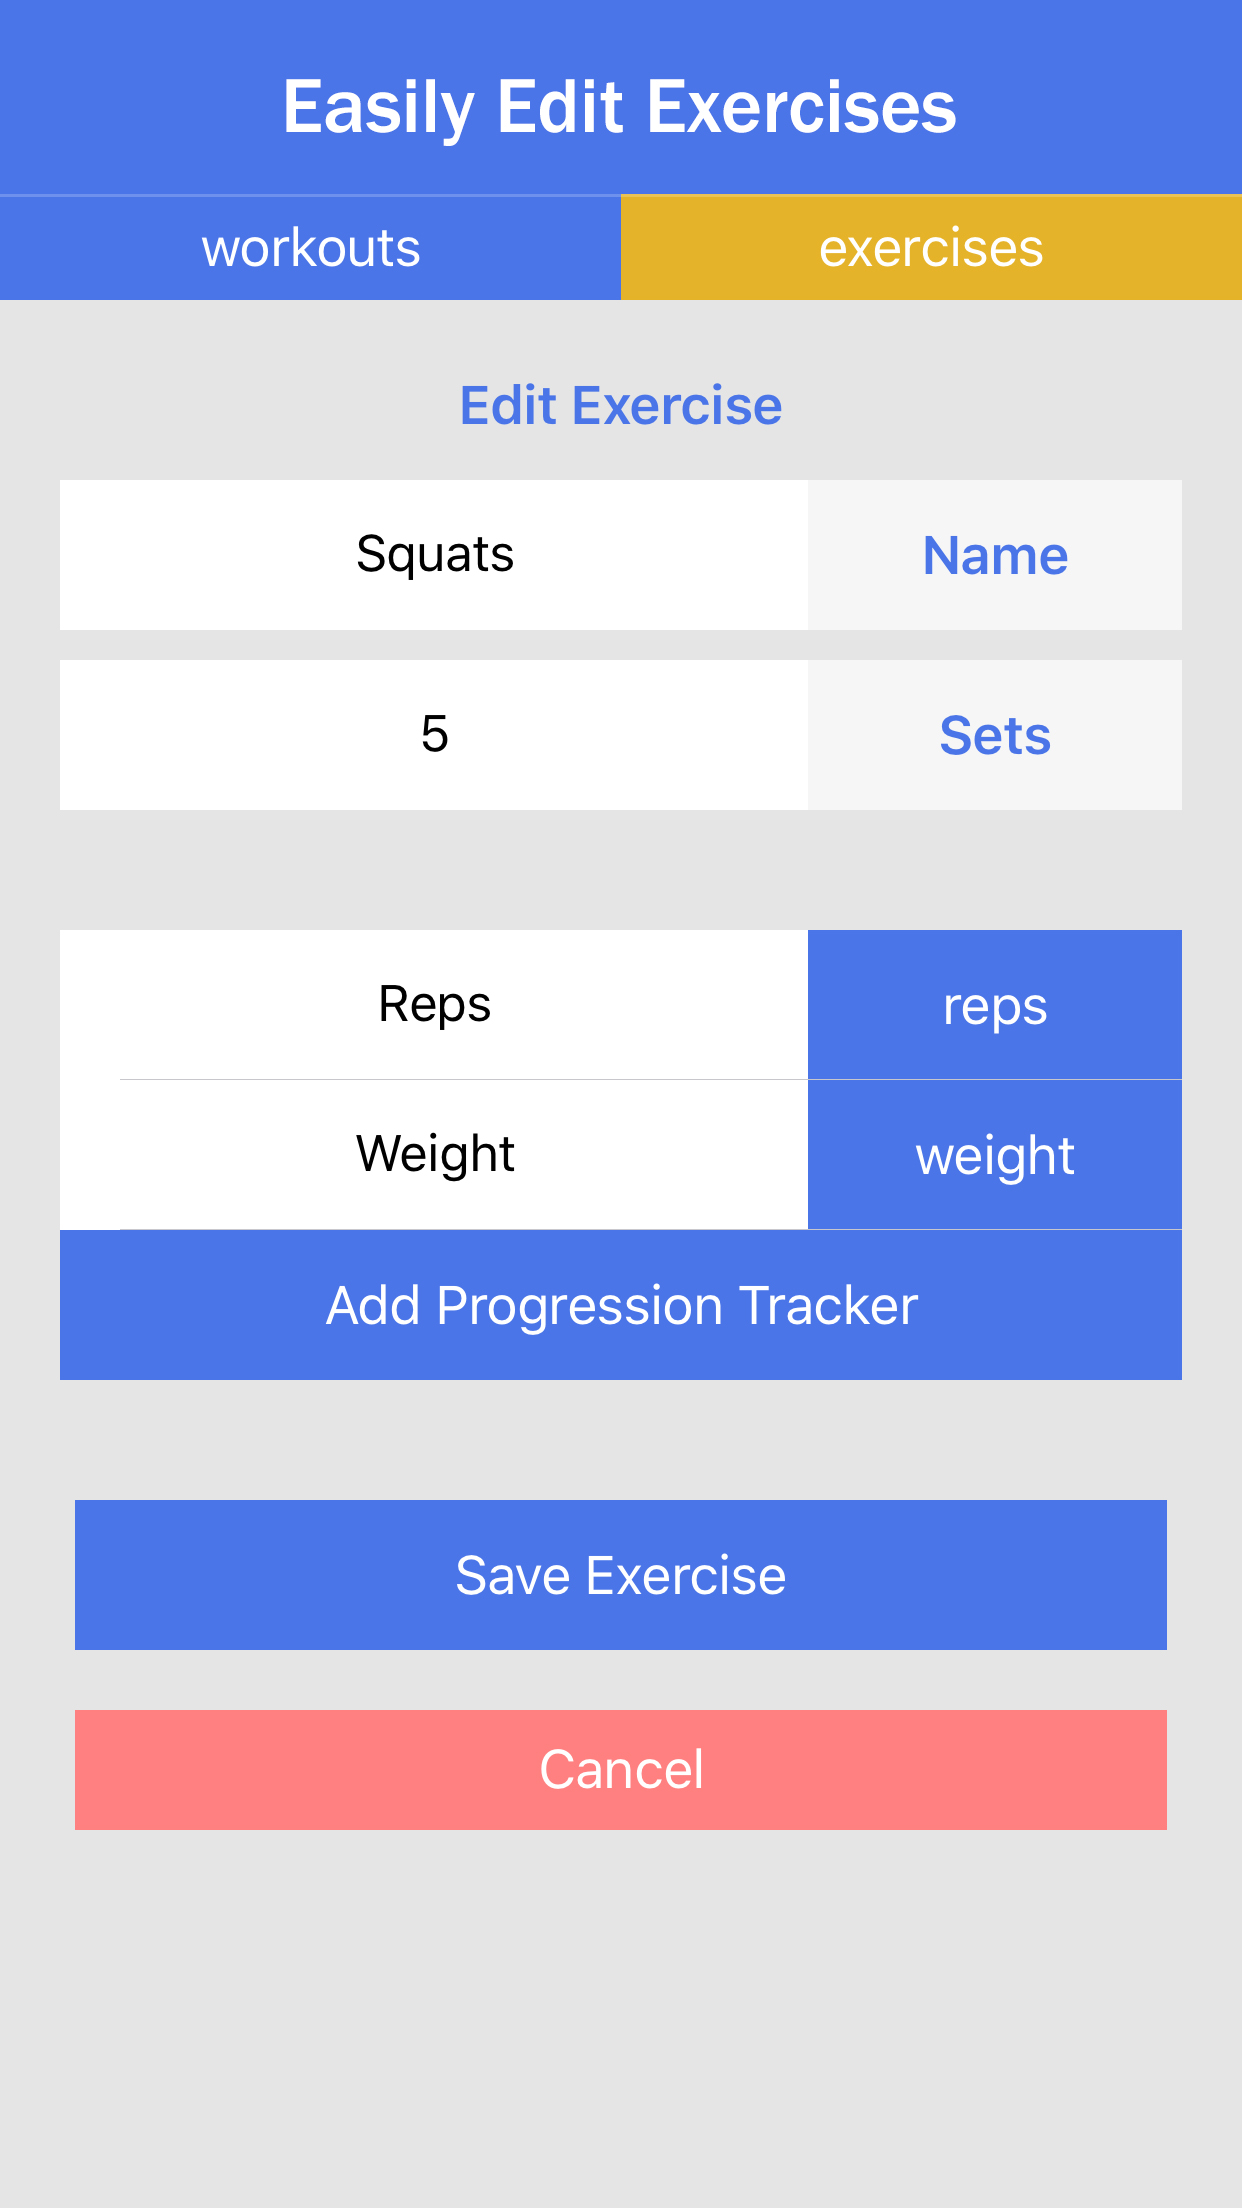 Easily Edit Exercises
workouts
exercises
Edit Exercise
Squats
Name
5
Sets
Reps
reps
Weight
weight
Add Progression Tracker
Save Exercise
Cancel